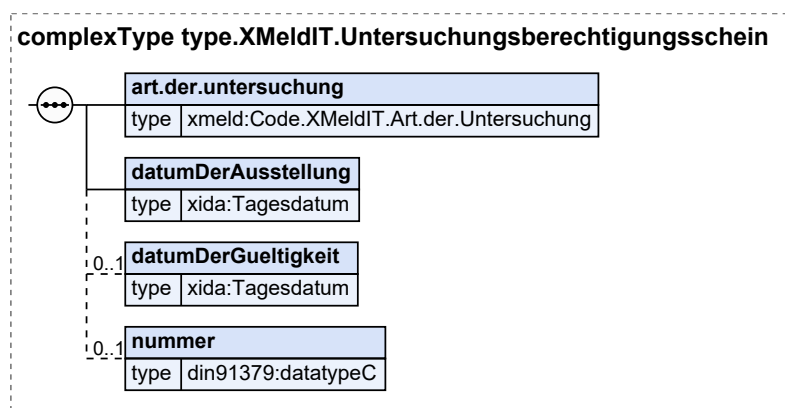 complexType type.XMeldIT.Untersuchungsberechtigungsschein
art.der.untersuchung
type xmeld:Code.XMeldIT.Art.der.Untersuchung
datumDerAusstellung
type xida:Tagesdatum
0..1 datumDerGueltigkeit
type xida:Tagesdatum
0..1 nummer
type din91379:datatypeC